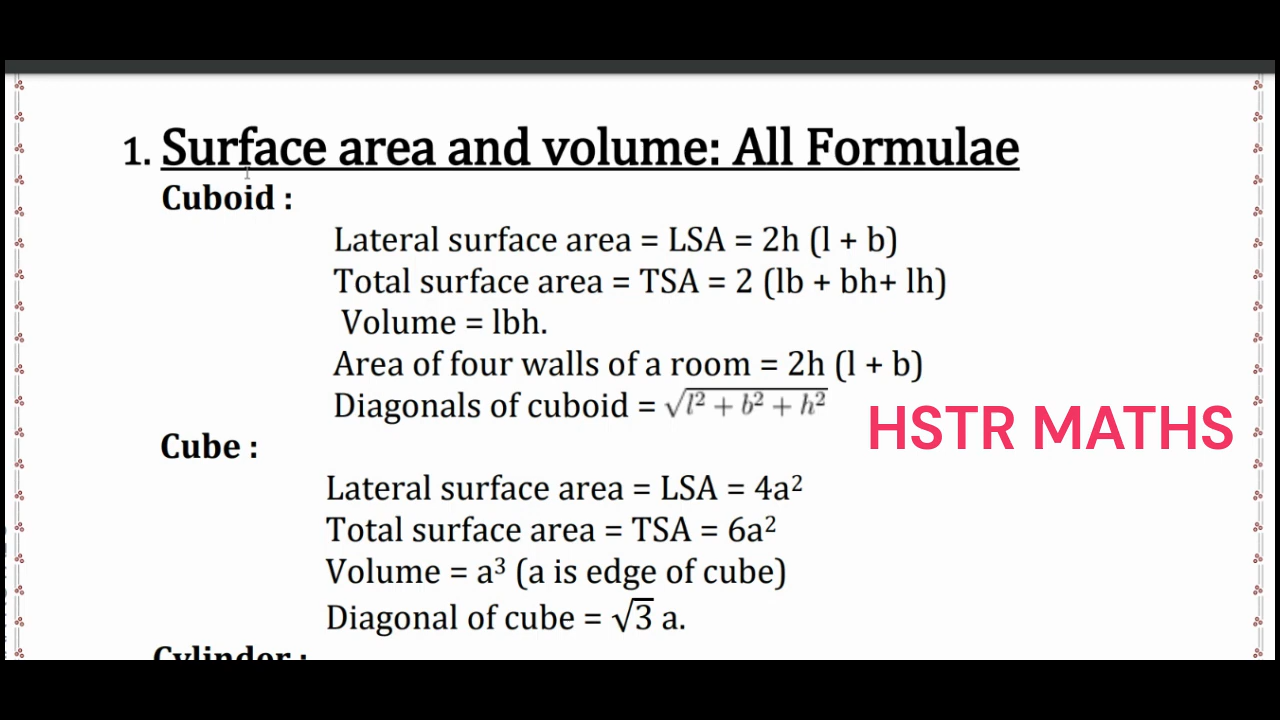 1. Surface area and volume: All Formulae
Cuboid :
Lateral surface area = LSA = 2h (l + b)
Total surface area = TSA = 2 (lb + bh+ lh)
Volume = lbh.
Area of four walls of a room = 2h (l + b)
Diagonals of cuboid = √l² + b² + h²
HSTR MATHS
Cube :
Lateral surface area = LSA = 4a²
Total surface area = TSA = 6a²
Volume = a³ (a is edge of cube)
Diagonal of cube = √3 a.
Cylinder :